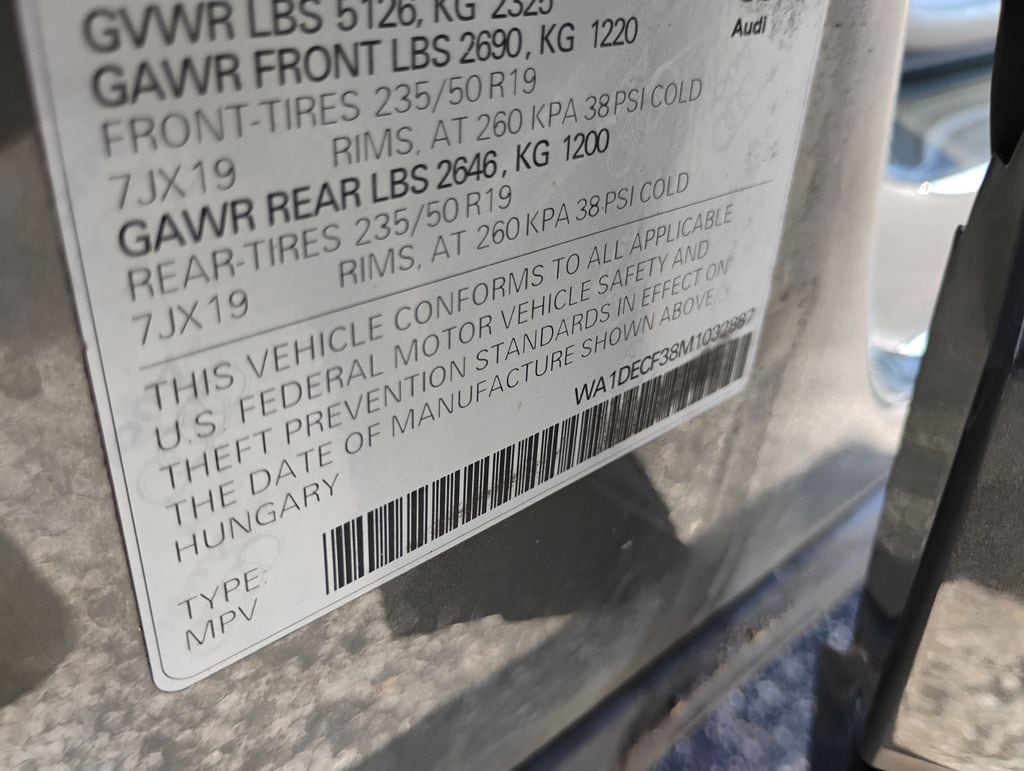 GVWR LBS 5126, KG 2325
Audi
GAWR FRONT LBS 2690, KG 1220
FRONT-TIRES 235/50 R19
7JX19 RIMS, AT 260 KPA 38 PSI COLD
GAWR REAR LBS 2646, KG 1200
REAR-TIRES 235/50 R19
7JX19 RIMS, AT 260 KPA 38 PSI COLD
THIS VEHICLE CONFORMS TO ALL APPLICABLE
U.S. FEDERAL MOTOR VEHICLE SAFETY AND
THEFT PREVENTION STANDARDS IN EFFECT ON
THE DATE OF MANUFACTURE SHOWN ABOVE.
HUNGARY
WA1DECF38M1032887
TYPE:
MPV